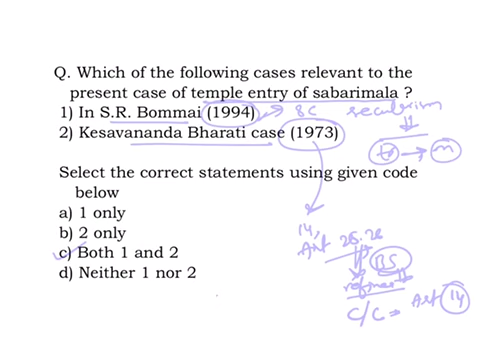 Q. Which of the following cases relevant to the
present case of temple entry of sabarimala ?
1) In S.R. Bommai (1994) → SC secularism
2) Kesavananda Bharati case (1973)
Select the correct statements using given code
below
a) 1 only
b) 2 only
c) Both 1 and 2
d) Neither 1 nor 2
14,
Art 25.26
BS
C/C = Art 14